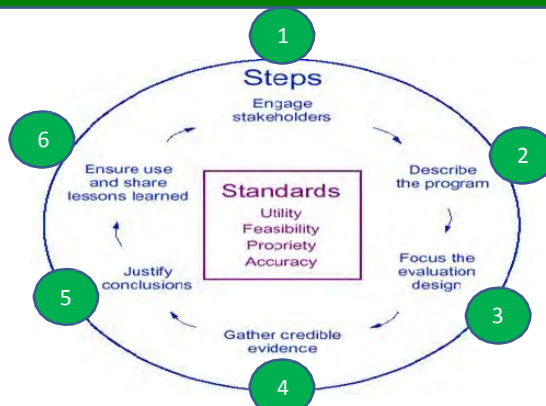 1
Steps
Engage
stakeholders
2
Describe
the program
3
Focus the
evaluation
design
4
Gather credible
evidence
5
Justify
conclusions
6
Ensure use
and share
lessons learned
Standards
Utility
Feasibility
Propriety
Accuracy